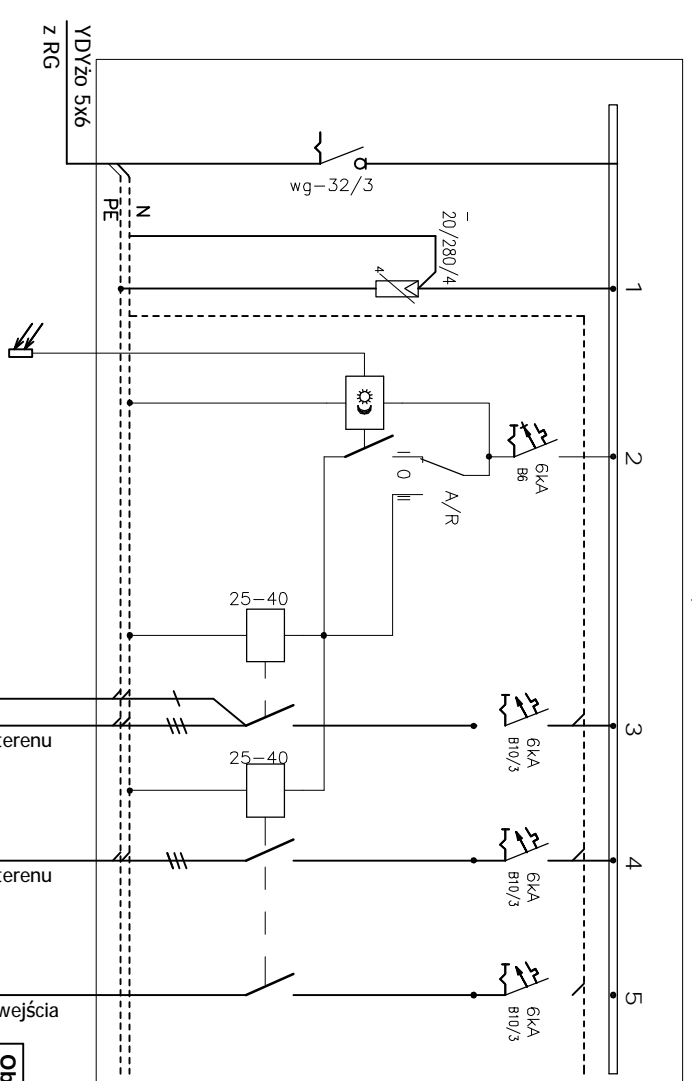 YDYżo 5x6
z RG
wg-32/3
N
PE
–
20/280/4
4
1
2
6kA
B6
I
0
II
A/R
25-40
3
6kA
B10/3
terenu
25-40
4
6kA
B10/3
terenu
5
6kA
B10/3
wejścia
Ob